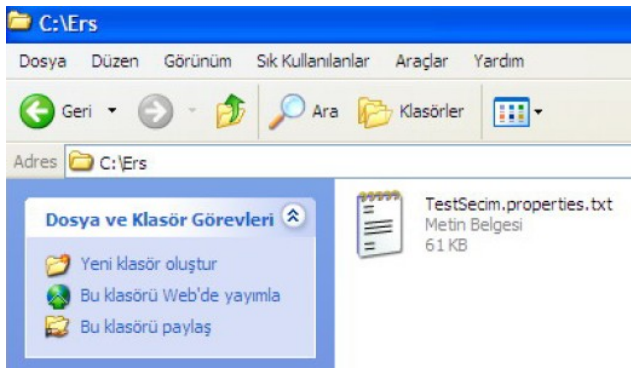 C:\Ers
Dosya Düzen Görünüm Sık Kullanılanlar Araçlar Yardım
Geri Ara Klasörler
Adres C:\Ers
Dosya ve Klasör Görevleri
Yeni klasör oluştur
Bu klasörü Web'de yayımla
Bu klasörü paylaş
TestSecim.properties.txt
Metin Belgesi
61 KB